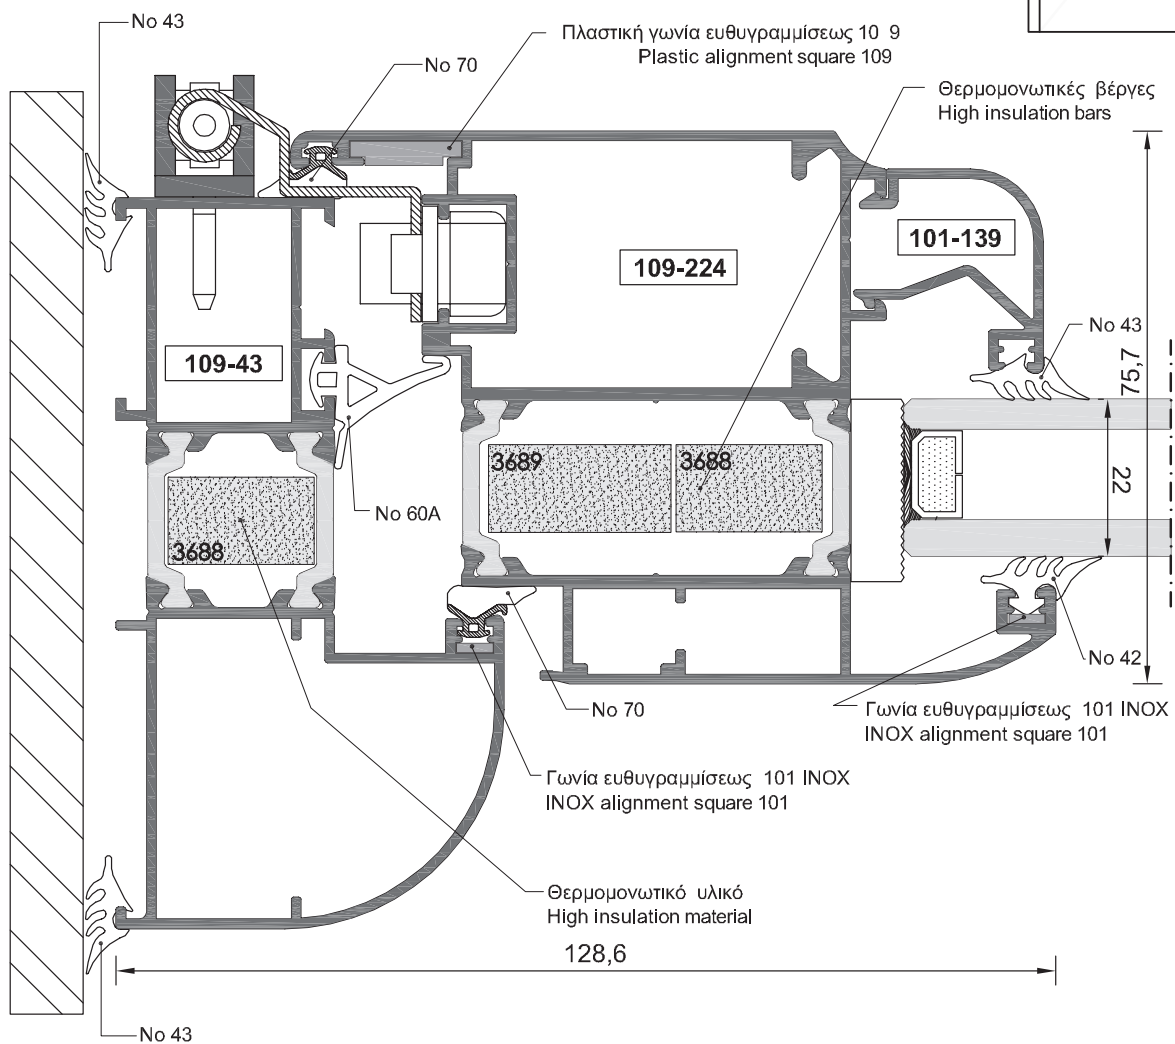 No 43
Πλαστική γωνία ευθυγραμμίσεως 10 9
Plastic alignment square 109
No 70
Θερμομονωτικές βέργες
High insulation bars
101-139
109-224
No 43
75,7
109-43
3689
3688
22
No 60A
3688
No 42
No 70
Γωνία ευθυγραμμίσεως 101 INOX
INOX alignment square 101
Γωνία ευθυγραμμίσεως 101 INOX
INOX alignment square 101
Θερμομονωτικό υλικό
High insulation material
128,6
No 43